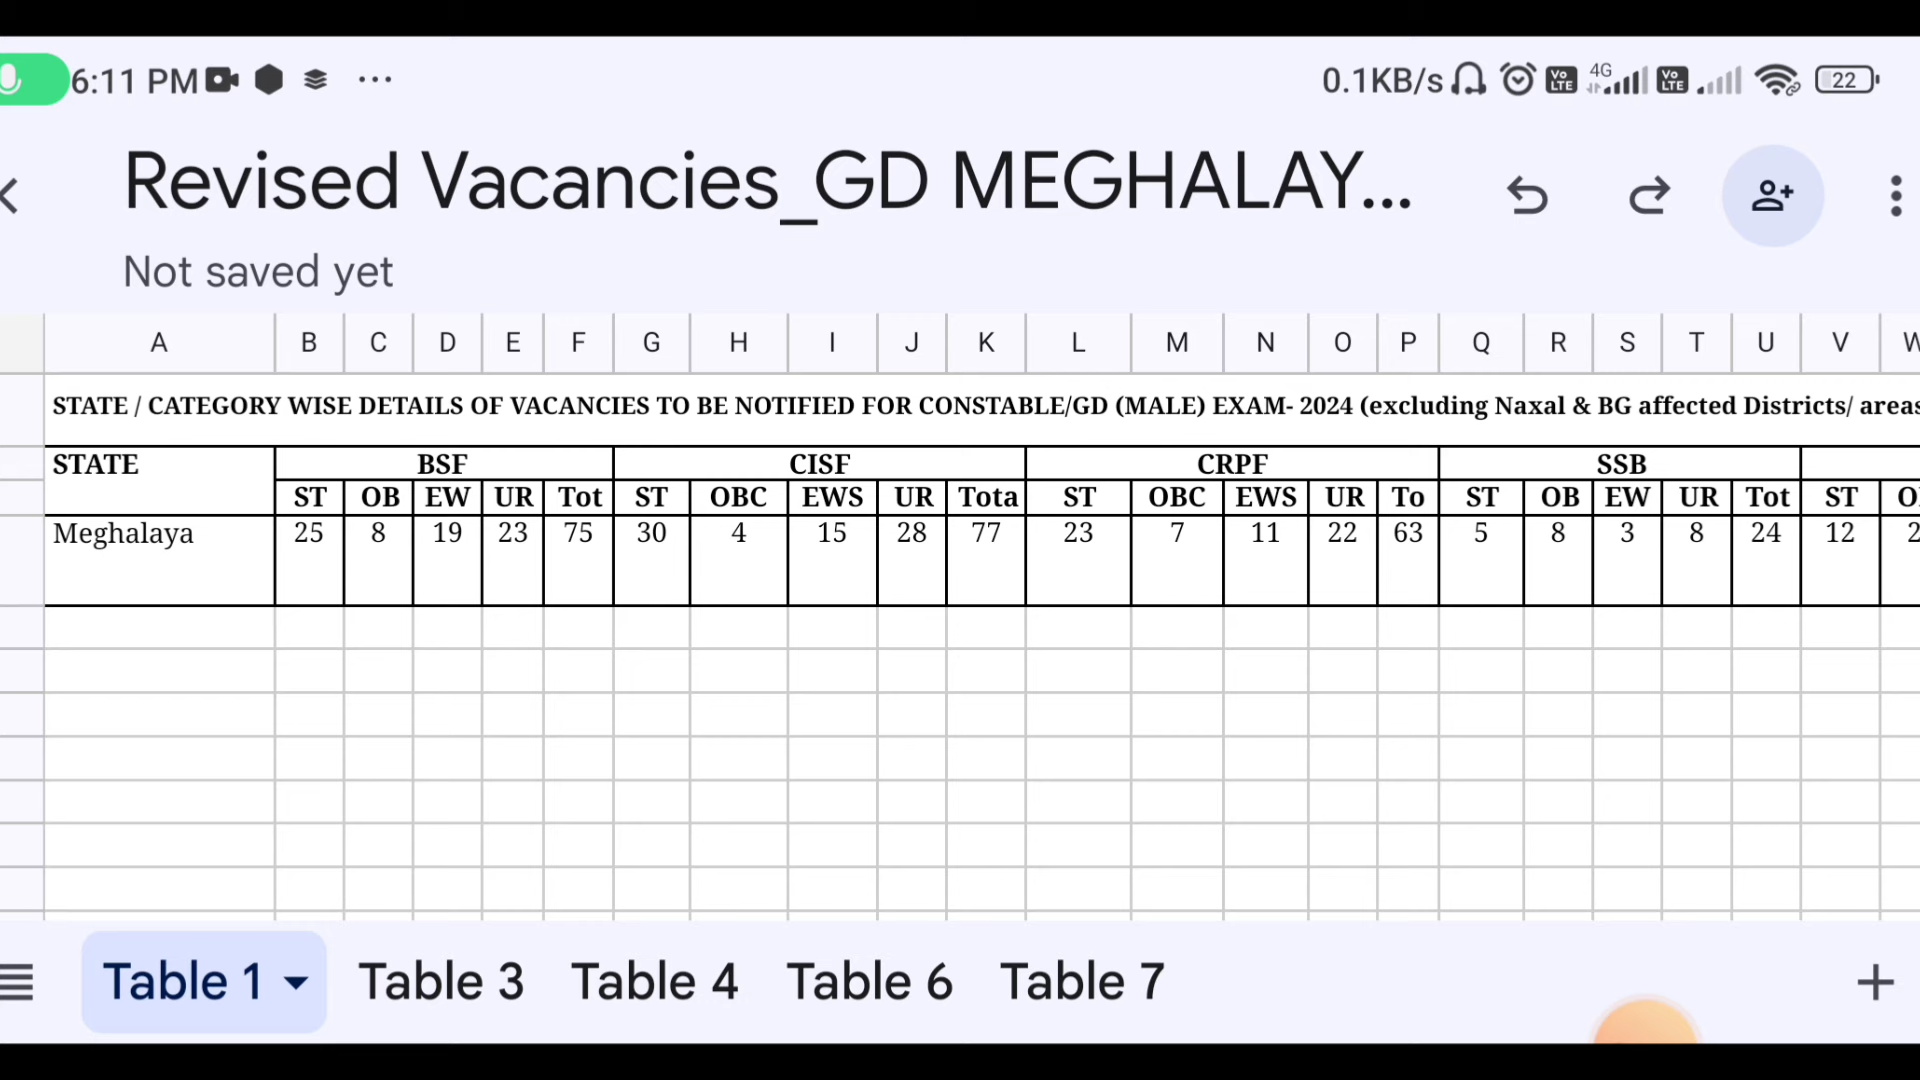 6:11 PM ... 0.1KB/s Vo LTE 4G Vo LTE 22
Revised Vacancies_GD MEGHALAY...
Not saved yet
A B C D E F G H I J K L M N O P Q R S T U V W
STATE / CATEGORY WISE DETAILS OF VACANCIES TO BE NOTIFIED FOR CONSTABLE/GD (MALE) EXAM- 2024 (excluding Naxal & BG affected Districts/ areas
STATE BSF CISF CRPF SSB
ST OB EW UR Tot ST OBC EWS UR Tota ST OBC EWS UR To ST OB EW UR Tot ST O
Meghalaya 25 8 19 23 75 30 4 15 28 77 23 7 11 22 63 5 8 3 8 24 12 2
Table 1 Table 3 Table 4 Table 6 Table 7